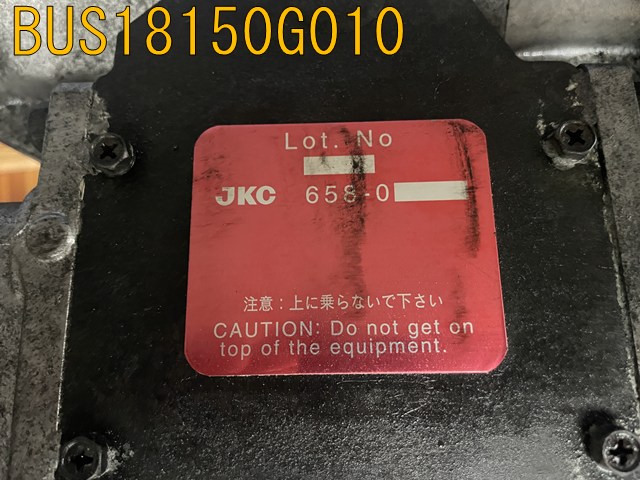 BUS18150G010
Lot. No
JKC 658-0
注意：上に乗らないで下さい
CAUTION: Do not get on
top of the equipment.